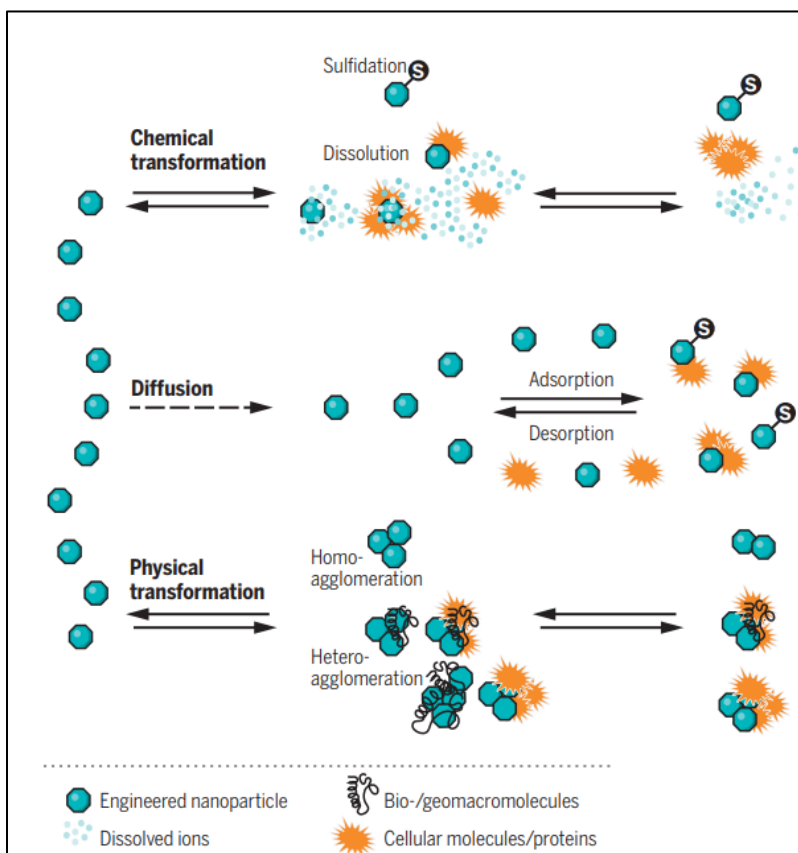 Sulfidation
S
S
Chemical
transformation
Dissolution
S
Diffusion
Adsorption
Desorption
S
Homo-
agglomeration
Physical
transformation
Hetero-
agglomeration
Engineered nanoparticle
Bio-/geomacromolecules
Dissolved ions
Cellular molecules/proteins